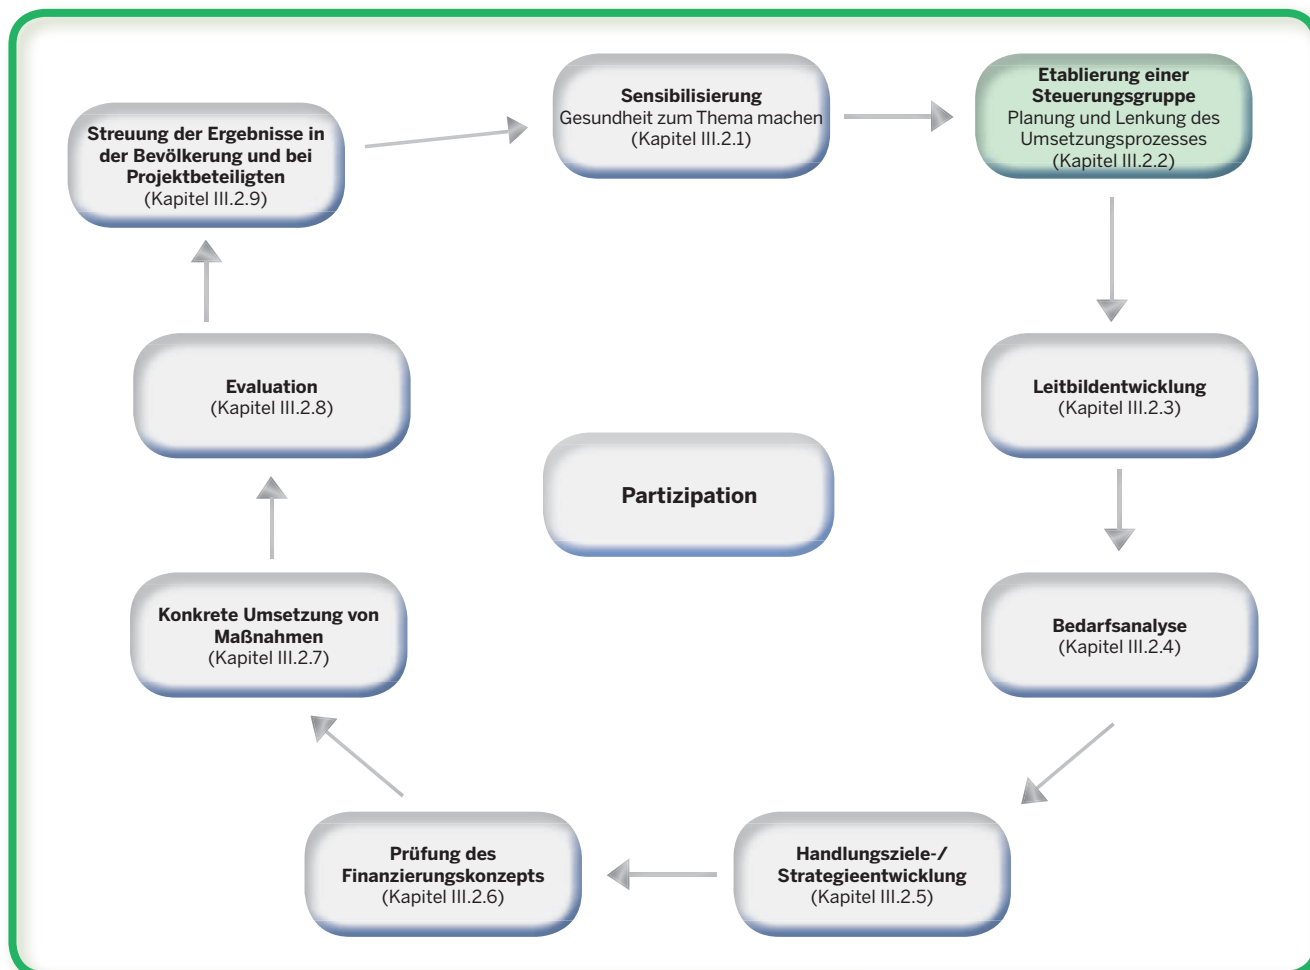 Sensibilisierung
Gesundheit zum Thema machen
(Kapitel III.2.1)
Etablierung einer
Steuerungsgruppe
Planung und Lenkung des
Umsetzungsprozesses
(Kapitel III.2.2)
Leitbildentwicklung
(Kapitel III.2.3)
Bedarfsanalyse
(Kapitel III.2.4)
Handlungsziele-/
Strategieentwicklung
(Kapitel III.2.5)
Prüfung des
Finanzierungskonzepts
(Kapitel III.2.6)
Konkrete Umsetzung von
Maßnahmen
(Kapitel III.2.7)
Evaluation
(Kapitel III.2.8)
Streuung der Ergebnisse in
der Bevölkerung und bei
Projektbeteiligten
(Kapitel III.2.9)
Partizipation